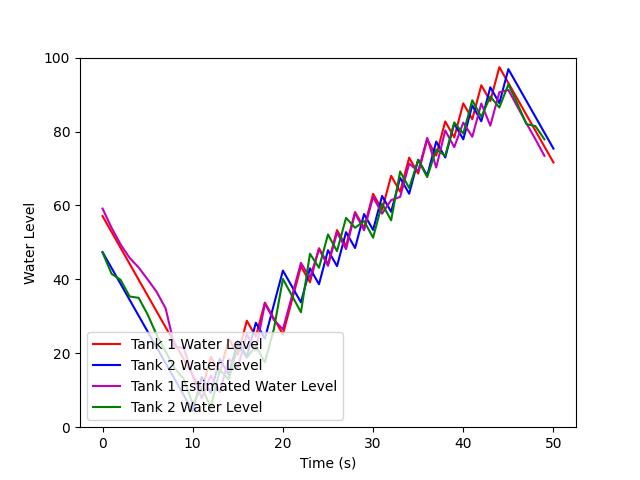 100
80
60
40
20
0
Water Level
Tank 1 Water Level
Tank 2 Water Level
Tank 1 Estimated Water Level
Tank 2 Water Level
0 10 20 30 40 50
Time (s)